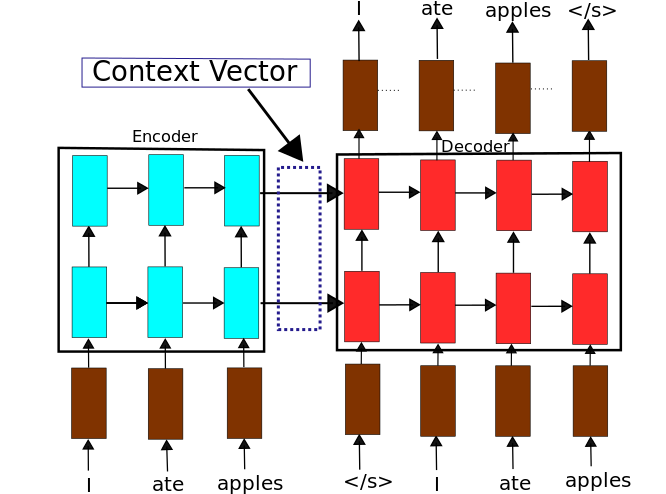 I ate apples </s>
Context Vector
Encoder
Decoder
I ate apples
</s> I ate apples